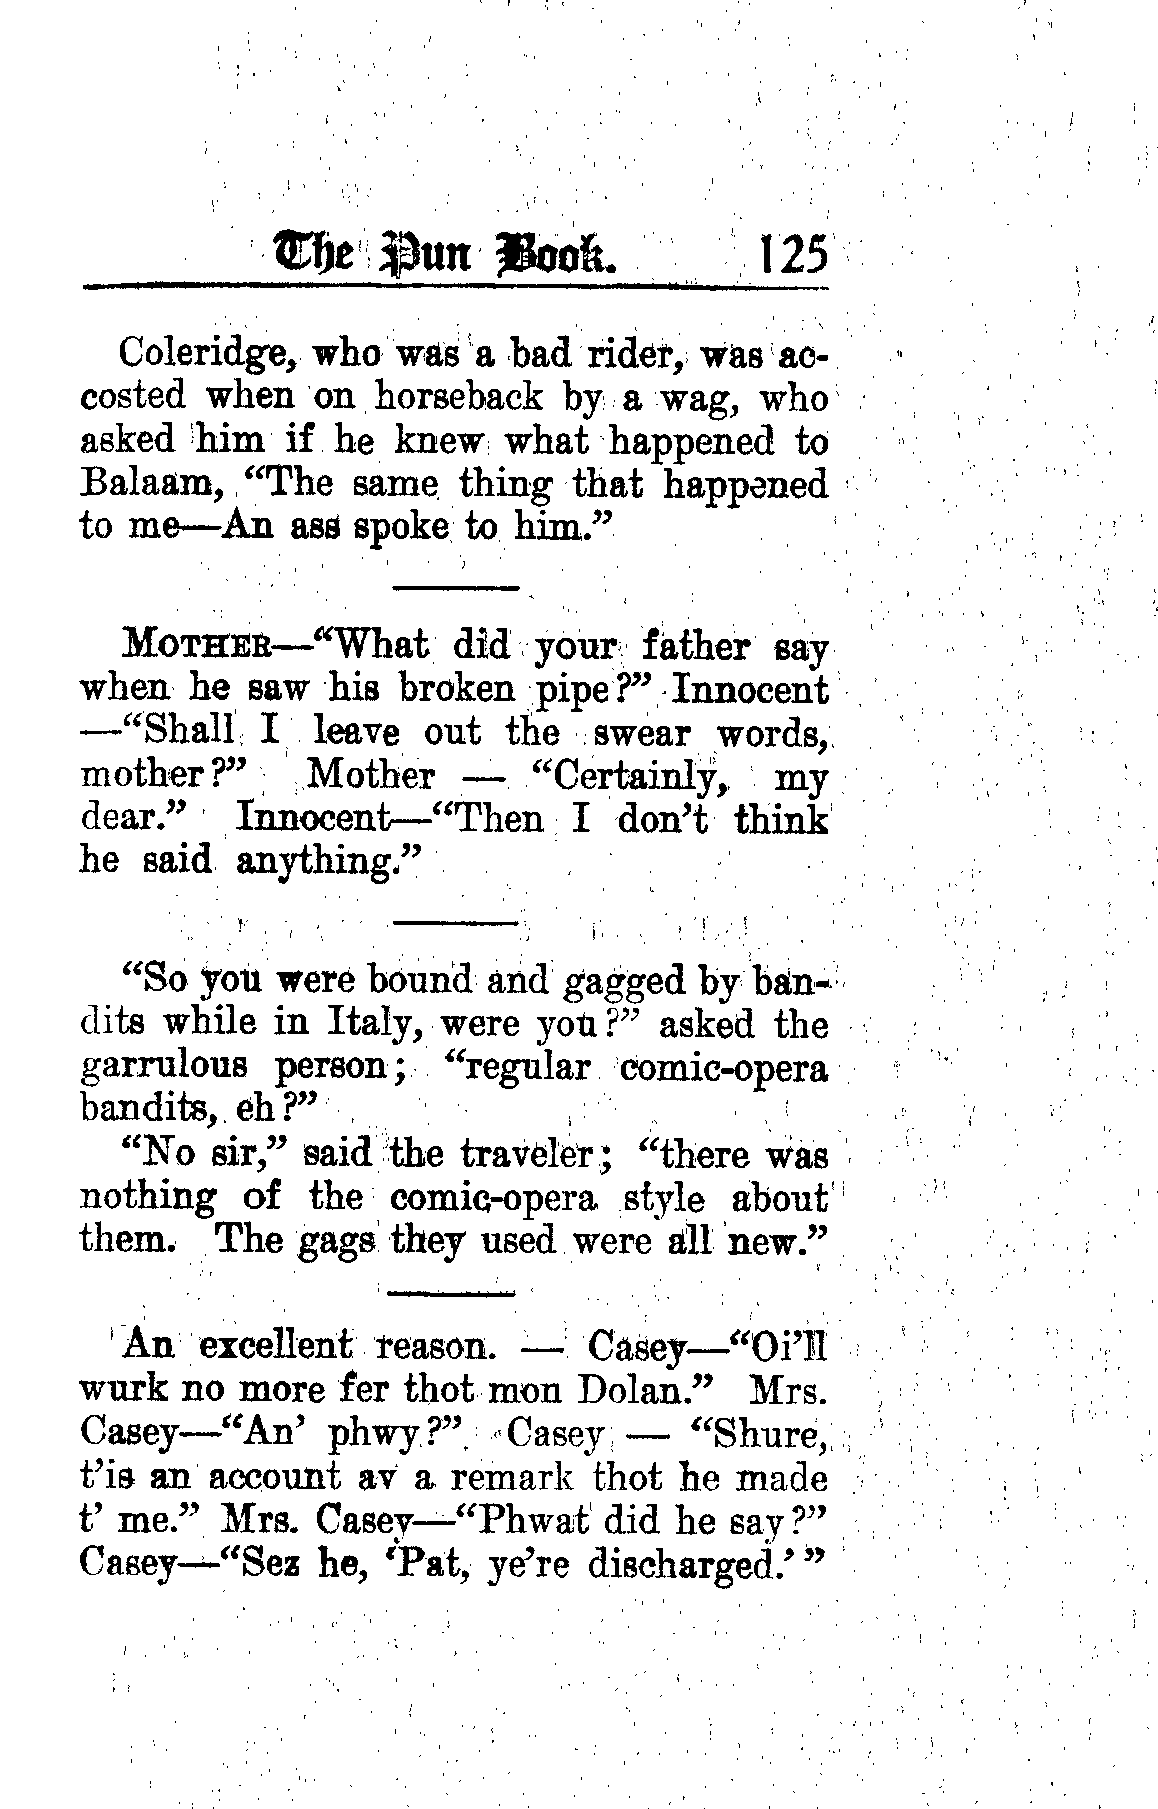 The Pun Book. 125
Coleridge, who was a bad rider, was ac-
costed when on horseback by a wag, who
asked him if he knew what happened to
Balaam, “The same thing that happened
to me—An ass spoke to him.”
MOTHER—“What did your father say
when he saw his broken pipe?” Innocent
—“Shall I leave out the swear words,
mother?” Mother — “Certainly, my
dear.” Innocent—“Then I don’t think
he said anything.”
“So you were bound and gagged by ban-
dits while in Italy, were you?” asked the
garrulous person; “regular comic-opera
bandits, eh?”
“No sir,” said the traveler; “there was
nothing of the comic-opera style about
them. The gags they used were all new.”
An excellent reason. — Casey—“Oi’ll
wurk no more fer thot mon Dolan.” Mrs.
Casey—“An’ phwy?” Casey — “Shure,
t’is an account av a remark thot he made
t’ me.” Mrs. Casey—“Phwat did he say?”
Casey—“Sez he, ‘Pat, ye’re discharged.’ ”